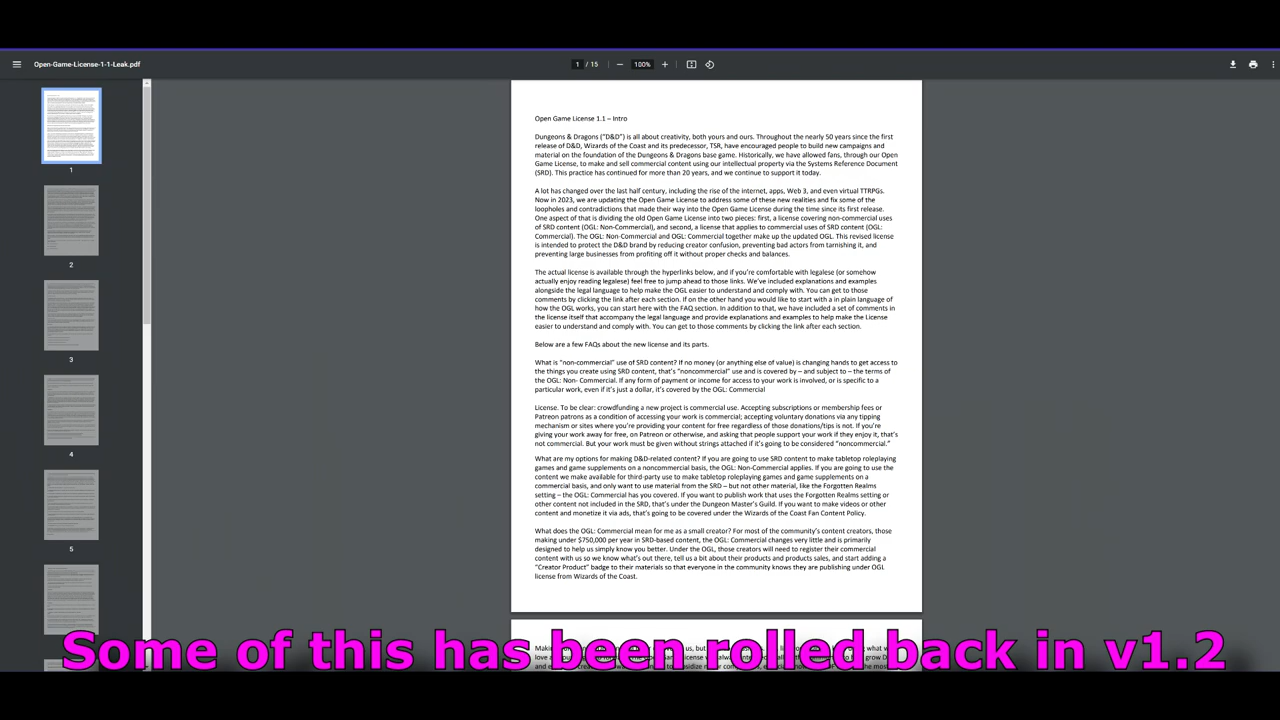 Open-Game-License-1-1-Leak.pdf
1 / 15
100%
Open Game License 1.1 – Intro
Dungeons & Dragons ("D&D") is all about creativity, both yours and ours. Throughout the nearly 50 years since the first
release of D&D, Wizards of the Coast and its predecessor, TSR, have encouraged people to build new campaigns and
material on the foundation of the Dungeons & Dragons base game. Historically, we have allowed fans, through our Open
Game License, to make and sell commercial content using our intellectual property via the Systems Reference Document
(SRD). This practice has continued for more than 20 years, and we continue to support it today.
A lot has changed over the last half century, including the rise of the internet, apps, Web 3, and even virtual TTRPGs.
Now in 2023, we are updating the Open Game License to address some of these new realities and fix some of the
loopholes and contradictions that made their way into the Open Game License during the time since its first release.
One aspect of that is dividing the old Open Game License into two pieces: first, a license covering non-commercial uses
of SRD content (OGL: Non-Commercial), and second, a license that applies to commercial uses of SRD content (OGL:
Commercial). The OGL: Non-Commercial and OGL: Commercial together make up the updated OGL. This revised license
is intended to protect the D&D brand by reducing creator confusion, preventing bad actors from tarnishing it, and
preventing large businesses from profiting off it without proper checks and balances.
The actual license is available through the hyperlinks below, and if you're comfortable with legalese (or somehow
actually enjoy reading legalese) feel free to jump ahead to those links. We've included explanations and examples
alongside the legal language to help make the OGL easier to understand and comply with. You can get to those
comments by clicking the link after each section. If on the other hand you would like to start with a in plain language of
how the OGL works, you can start here with the FAQ section. In addition to that, we have included a set of comments in
the license itself that accompany the legal language and provide explanations and examples to help make the License
easier to understand and comply with. You can get to those comments by clicking the link after each section.
Below are a few FAQs about the new license and its parts.
What is "non-commercial" use of SRD content? If no money (or anything else of value) is changing hands to get access to
the things you create using SRD content, that's "noncommercial" use and is covered by – and subject to – the terms of
the OGL: Non- Commercial. If any form of payment or income for access to your work is involved, or is specific to a
particular work, even if it's just a dollar, it's covered by the OGL: Commercial
License. To be clear: crowdfunding a new project is commercial use. Accepting subscriptions or membership fees or
Patreon patrons as a condition of accessing your work is commercial; accepting voluntary donations via any tipping
mechanism or sites where you're providing your content for free regardless of those donations/tips is not. If you're
giving your work away for free, on Patreon or otherwise, and asking that people support your work if they enjoy it, that's
not commercial. But your work must be given without strings attached if it's going to be considered "noncommercial."
What are my options for making D&D-related content? If you are going to use SRD content to make tabletop roleplaying
games and game supplements on a noncommercial basis, the OGL: Non-Commercial applies. If you are going to use the
content we make available for third-party use to make tabletop roleplaying games and game supplements on a
commercial basis, and only want to use material from the SRD – but not other material, like the Forgotten Realms
setting – the OGL: Commercial has you covered. If you want to publish work that uses the Forgotten Realms setting or
other content not included in the SRD, that's under the Dungeon Master's Guild. If you want to make videos or other
content and monetize it via ads, that's going to be covered under the Wizards of the Coast Fan Content Policy.
What does the OGL: Commercial mean for me as a small creator? For most of the community's content creators, those
making under $750,000 per year in SRD-based content, the OGL: Commercial changes very little and is primarily
designed to help us simply know you better. Under the OGL, those creators will need to register their commercial
content with us so we know what's out there, tell us a bit about their products and products sales, and start adding a
"Creator Product" badge to their materials so that everyone in the community knows they are publishing under OGL
license from Wizards of the Coast.
1
2
3
4
5
Some of this has been rolled back in v1.2